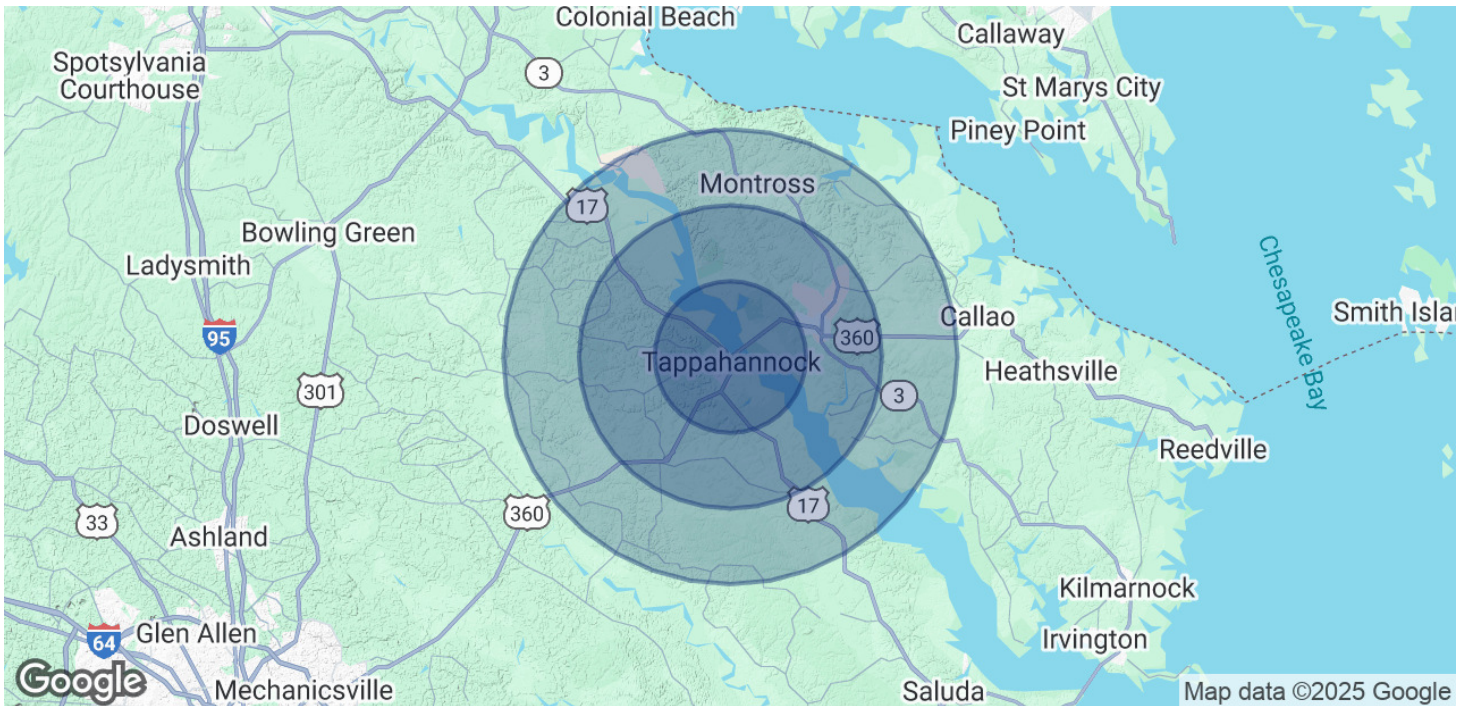 Colonial Beach
Callaway
Spotsylvania
Courthouse
3
St Marys City
Piney Point
Montross
17
Bowling Green
Ladysmith
Chesapeake Bay
95
Callao
Smith Islan
360
Tappahannock
Heathsville
301
3
Doswell
Reedville
17
360
33
Ashland
Kilmarnock
Glen Allen
64
Irvington
Google
Mechanicsville
Saluda
Map data ©2025 Google